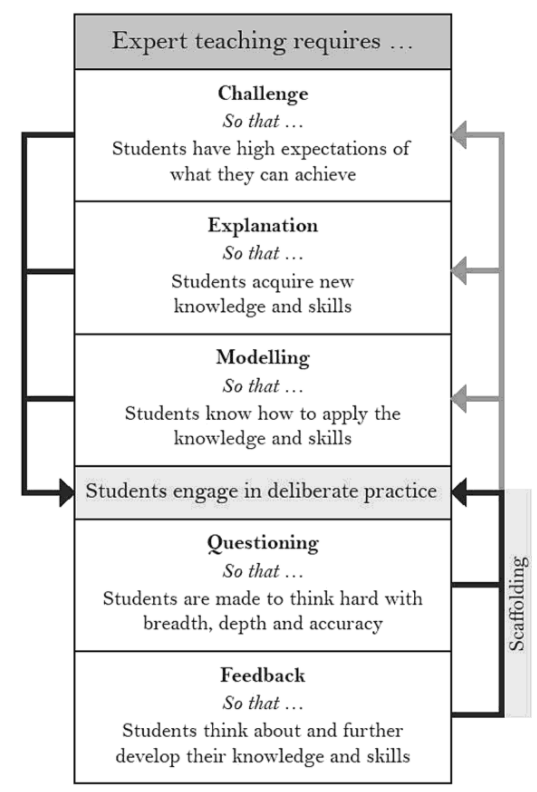 Expert teaching requires …
Challenge
So that …
Students have high expectations of
what they can achieve
Explanation
So that …
Students acquire new
knowledge and skills
Modelling
So that …
Students know how to apply the
knowledge and skills
Students engage in deliberate practice
Questioning
So that …
Students are made to think hard with
breadth, depth and accuracy
Feedback
So that …
Students think about and further
develop their knowledge and skills
Scaffolding